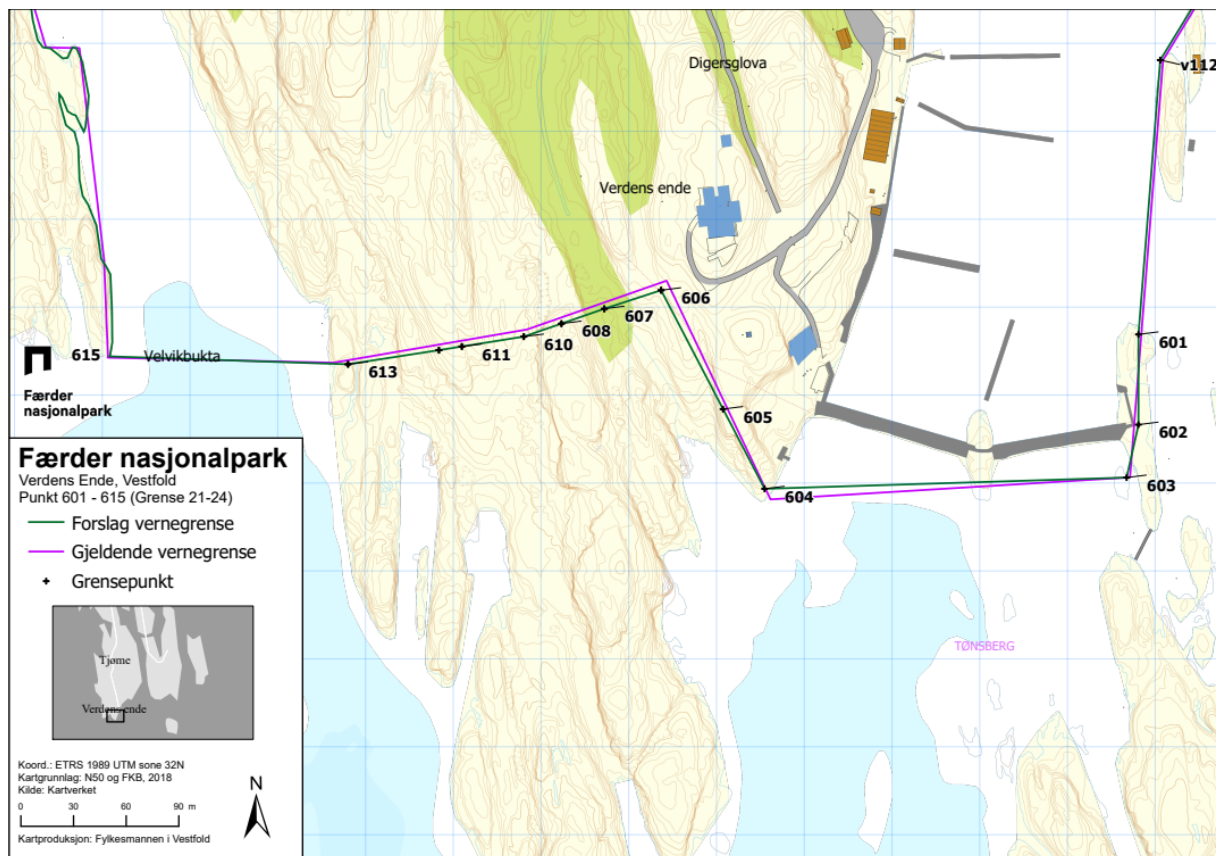 Digersglova
v112
Verdens ende
606
607
608
610
611
613
615
Velvikbukta
601
605
602
604
603
TØNSBERG
Færder
nasjonalpark
Færder nasjonalpark
Verdens Ende, Vestfold
Punkt 601 - 615 (Grense 21-24)
Forslag vernegrense
Gjeldende vernegrense
Grensepunkt
Tjøme
Verdens ende
Koord.: ETRS 1989 UTM sone 32N
Kartgrunnlag: N50 og FKB, 2018
Kilde: Kartverket
N
0 30 60 90 m
Kartproduksjon: Fylkesmannen i Vestfold